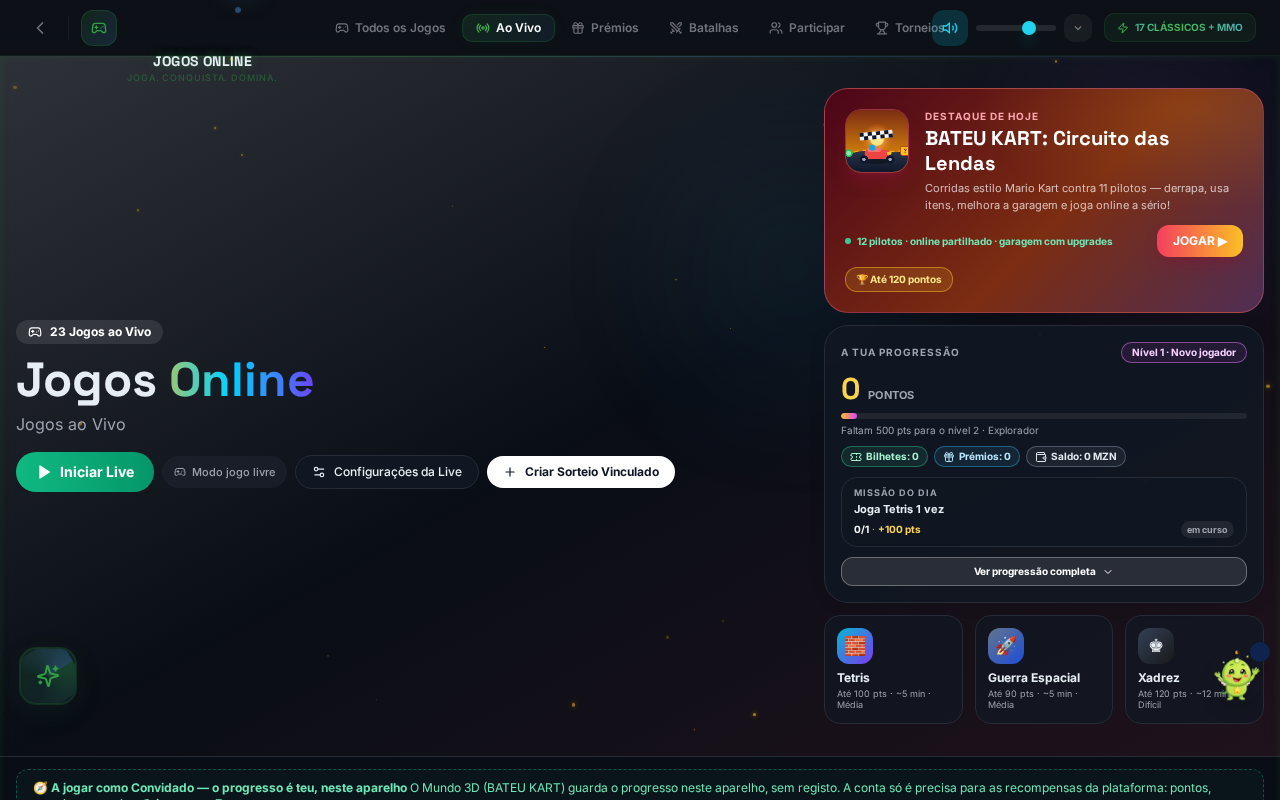 Todos os Jogos
Ao Vivo
Prémios
Batalhas
Participar
Torneios
17 CLÁSSICOS + MMO
JOGOS ONLINE
JOGA. CONQUISTA. DOMINA.
23 Jogos ao Vivo
Jogos Online
Jogos ao Vivo
Iniciar Live
Modo jogo livre
Configurações da Live
Criar Sorteio Vinculado
DESTAQUE DE HOJE
BATEU KART: Circuito das
Lendas
Corridas estilo Mario Kart contra 11 pilotos — derrapa, usa
itens, melhora a garagem e joga online a sério!
12 pilotos · online partilhado · garagem com upgrades
JOGAR ▶
🏆 Até 120 pontos
A TUA PROGRESSÃO
Nível 1 · Novo jogador
0 PONTOS
Faltam 500 pts para o nível 2 · Explorador
Bilhetes: 0
Prémios: 0
Saldo: 0 MZN
MISSÃO DO DIA
Joga Tetris 1 vez
0/1 · +100 pts
em curso
Ver progressão completa
Tetris
Até 100 pts · ~5 min ·
Média
Guerra Espacial
Até 90 pts · ~5 min ·
Média
Xadrez
Até 120 pts · ~12 min
Difícil
🧭 A jogar como Convidado — o progresso é teu, neste aparelho O Mundo 3D (BATEU KART) guarda o progresso neste aparelho, sem registo. A conta só é precisa para as recompensas da plataforma: pontos,